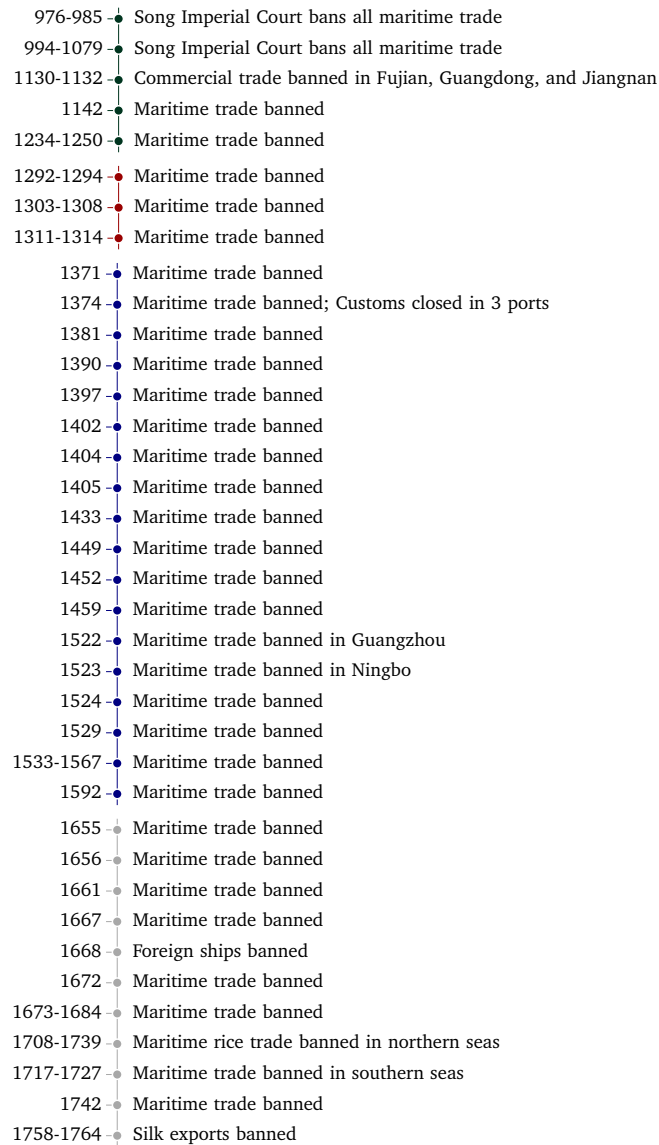 976-985 Song Imperial Court bans all maritime trade
994-1079 Song Imperial Court bans all maritime trade
1130-1132 Commercial trade banned in Fujian, Guangdong, and Jiangnan
1142 Maritime trade banned
1234-1250 Maritime trade banned
1292-1294 Maritime trade banned
1303-1308 Maritime trade banned
1311-1314 Maritime trade banned
1371 Maritime trade banned
1374 Maritime trade banned; Customs closed in 3 ports
1381 Maritime trade banned
1390 Maritime trade banned
1397 Maritime trade banned
1402 Maritime trade banned
1404 Maritime trade banned
1405 Maritime trade banned
1433 Maritime trade banned
1449 Maritime trade banned
1452 Maritime trade banned
1459 Maritime trade banned
1522 Maritime trade banned in Guangzhou
1523 Maritime trade banned in Ningbo
1524 Maritime trade banned
1529 Maritime trade banned
1533-1567 Maritime trade banned
1592 Maritime trade banned
1655 Maritime trade banned
1656 Maritime trade banned
1661 Maritime trade banned
1667 Maritime trade banned
1668 Foreign ships banned
1672 Maritime trade banned
1673-1684 Maritime trade banned
1708-1739 Maritime rice trade banned in northern seas
1717-1727 Maritime trade banned in southern seas
1742 Maritime trade banned
1758-1764 Silk exports banned